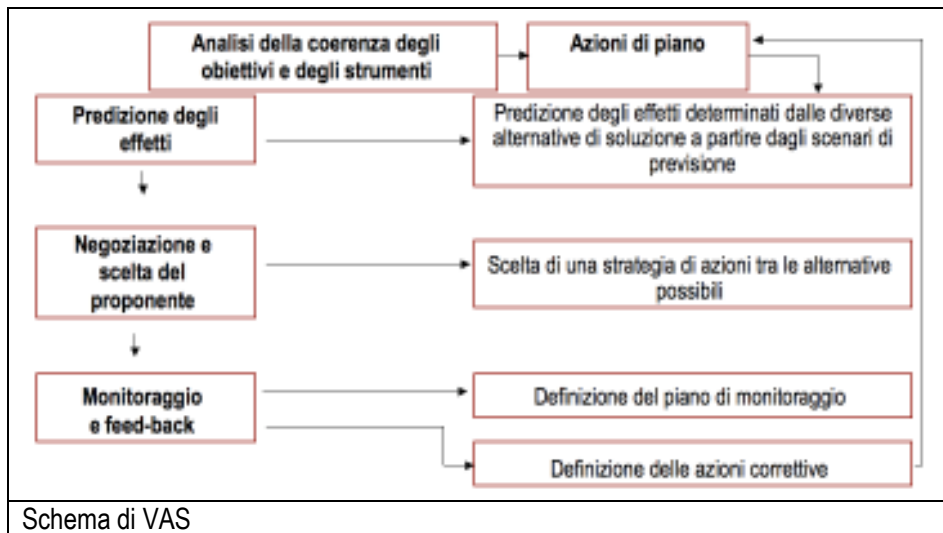 Analisi della coerenza degli
obiettivi e degli strumenti
Azioni di piano
Predizione degli
effetti
Predizione degli effetti determinati dalle diverse
alternative di soluzione a partire dagli scenari di
previsione
Negoziazione e
scelta del
proponente
Scelta di una strategia di azioni tra le alternative
possibili
Monitoraggio
e feed-back
Definizione del piano di monitoraggio
Definizione delle azioni correttive
Schema di VAS